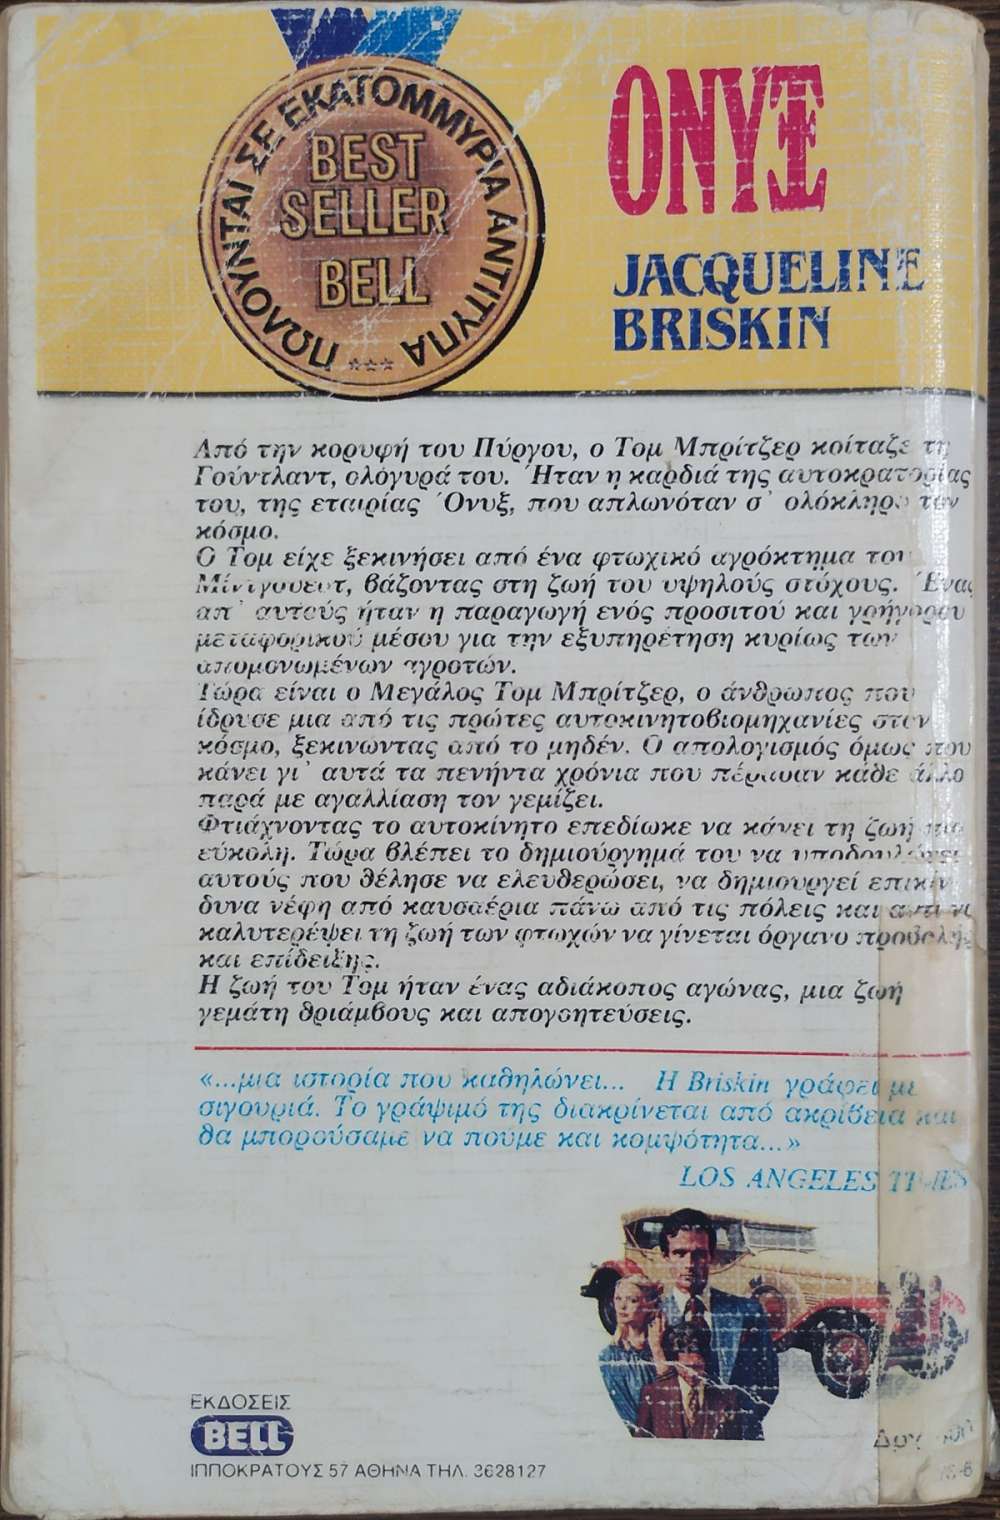 ΠΩΛΟΥΝΤΑΙ ΣΕ ΕΚΑΤΟΜΜΥΡΙΑ ΑΝΤΙΤΥΠΑ
BEST
SELLER
BELL
ΟΝΥΞ
JACQUELINE
BRISKIN
Από την κορυφή του Πύργου, ο Τομ Μπρίτζερ κοίταζε τη
Γούντλαντ, ολόγυρά του. Ήταν η καρδιά της αυτοκρατορίας
του, της εταιρίας Όνυξ, που απλωνόταν σ' ολόκληρο τον
κόσμο.
Ο Τομ είχε ξεκινήσει από ένα φτωχικό αγρόκτημα του
Μίντγουεστ, βάζοντας στη ζωή του υψηλούς στόχους. Ένας
απ' αυτούς ήταν η παραγωγή ενός προσιτού και γρήγορου
μεταφορικού μέσου για την εξυπηρέτηση κυρίως των
απομονωμένων αγροτών.
Τώρα είναι ο Μεγάλος Τομ Μπρίτζερ, ο άνθρωπος που
ίδρυσε μια από τις πρώτες αυτοκινητοβιομηχανίες στον
κόσμο, ξεκινωντας από το μηδέν. Ο απολογισμός όμως που
κάνει γι' αυτά τα πενήντα χρόνια που πέρασαν κάθε άλλο
παρά με αγαλλίαση τον γεμίζει.
Φτιάχνοντας το αυτοκίνητο επεδίωκε να κάνει τη ζωή πιο
εύκολη. Τώρα βλέπει το δημιούργημά του να υποδουλώνει
αυτούς που θέλησε να ελευθερώσει, να δημιουργεί επικίν-
δυνα νέφη από καυσαέρια πάνω από τις πόλεις και αντί να
καλυτερέψει τη ζωή των φτωχών να γίνεται όργανο προβολής
και επίδειξης.
Η ζωή του Τομ ήταν ένας αδιάκοπος αγώνας, μια ζωή
γεμάτη θριάμβους και απογοητεύσεις.
«...μια ιστορία που καθηλώνει... Η Briskin γράφει με
σιγουριά. Το γράψιμό της διακρίνεται από ακρίβεια και
θα μπορούσαμε να πούμε και κομψότητα...»
LOS ANGELES TIMES
ΕΚΔΟΣΕΙΣ
BELL
ΙΠΠΟΚΡΑΤΟΥΣ 57 ΑΘΗΝΑ ΤΗΛ. 3628127